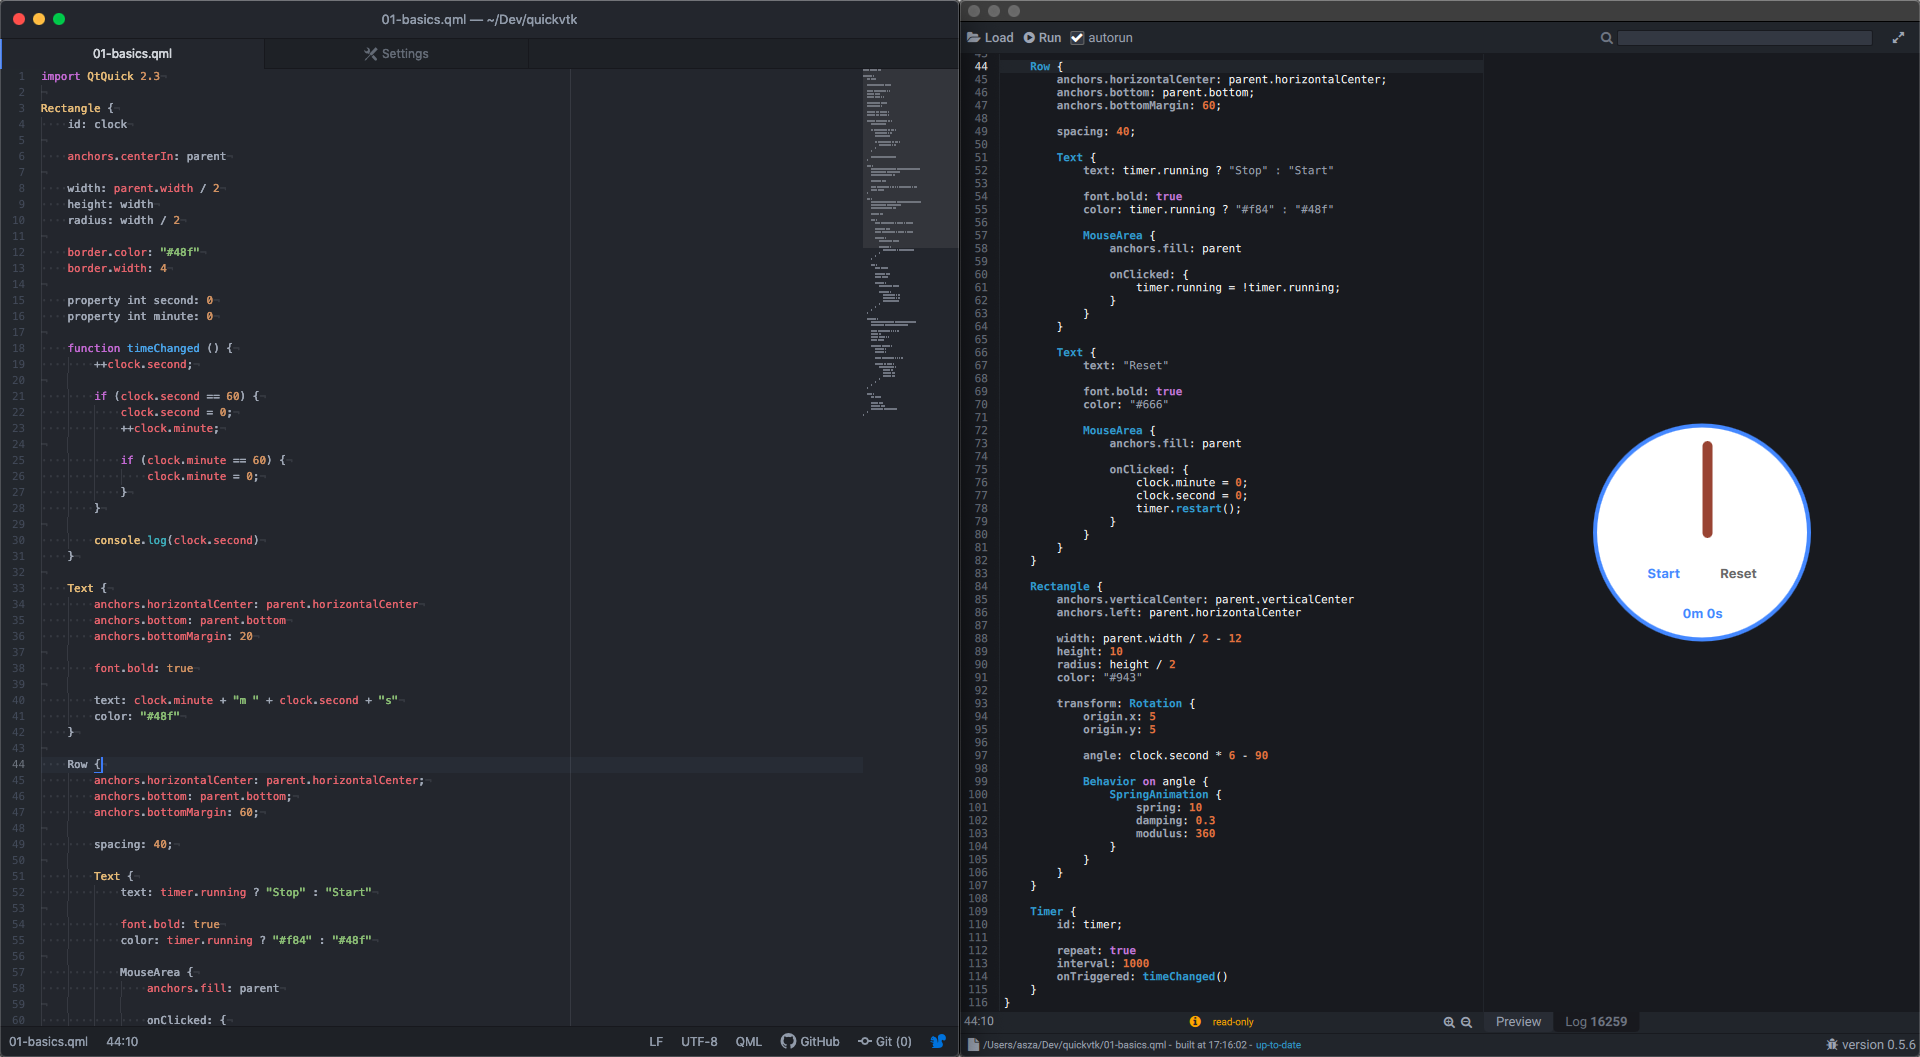 01-basics.qml — ~/Dev/quickvtk
01-basics.qml
Settings
1 import QtQuick 2.3
2
3 Rectangle {
4 id: clock
5
6 anchors.centerIn: parent
7
8 width: parent.width / 2
9 height: width
10 radius: width / 2
11
12 border.color: "#48f"
13 border.width: 4
14
15 property int second: 0
16 property int minute: 0
17
18 function timeChanged () {
19 ++clock.second;
20
21 if (clock.second == 60) {
22 clock.second = 0;
23 ++clock.minute;
24
25 if (clock.minute == 60) {
26 clock.minute = 0;
27 }
28 }
29
30 console.log(clock.second)
31 }
32
33 Text {
34 anchors.horizontalCenter: parent.horizontalCenter
35 anchors.bottom: parent.bottom
36 anchors.bottomMargin: 20
37
38 font.bold: true
39
40 text: clock.minute + "m " + clock.second + "s"
41 color: "#48f"
42 }
43
44 Row {
45 anchors.horizontalCenter: parent.horizontalCenter;
46 anchors.bottom: parent.bottom;
47 anchors.bottomMargin: 60;
48
49 spacing: 40;
50
51 Text {
52 text: timer.running ? "Stop" : "Start"
53
54 font.bold: true
55 color: timer.running ? "#f84" : "#48f"
56
57 MouseArea {
58 anchors.fill: parent
59
60 onClicked: {
01-basics.qml 44:10 LF UTF-8 QML GitHub Git (0)
Load Run autorun
44 Row {
45 anchors.horizontalCenter: parent.horizontalCenter;
46 anchors.bottom: parent.bottom;
47 anchors.bottomMargin: 60;
48
49 spacing: 40;
50
51 Text {
52 text: timer.running ? "Stop" : "Start"
53
54 font.bold: true
55 color: timer.running ? "#f84" : "#48f"
56
57 MouseArea {
58 anchors.fill: parent
59
60 onClicked: {
61 timer.running = !timer.running;
62 }
63 }
64 }
65
66 Text {
67 text: "Reset"
68
69 font.bold: true
70 color: "#666"
71
72 MouseArea {
73 anchors.fill: parent
74
75 onClicked: {
76 clock.minute = 0;
77 clock.second = 0;
78 timer.restart();
79 }
80 }
81 }
82 }
83
84 Rectangle {
85 anchors.verticalCenter: parent.verticalCenter
86 anchors.left: parent.horizontalCenter
87
88 width: parent.width / 2 - 12
89 height: 10
90 radius: height / 2
91 color: "#943"
92
93 transform: Rotation {
94 origin.x: 5
95 origin.y: 5
96
97 angle: clock.second * 6 - 90
98
99 Behavior on angle {
100 SpringAnimation {
101 spring: 10
102 damping: 0.3
103 modulus: 360
104 }
105 }
106 }
107 }
108
109 Timer {
110 id: timer;
111
112 repeat: true
113 interval: 1000
114 onTriggered: timeChanged()
115 }
116 }
44:10 read-only
Start Reset
0m 0s
Preview Log 16259
/Users/asza/Dev/quickvtk/01-basics.qml - built at 17:16:02 - up-to-date
version 0.5.6